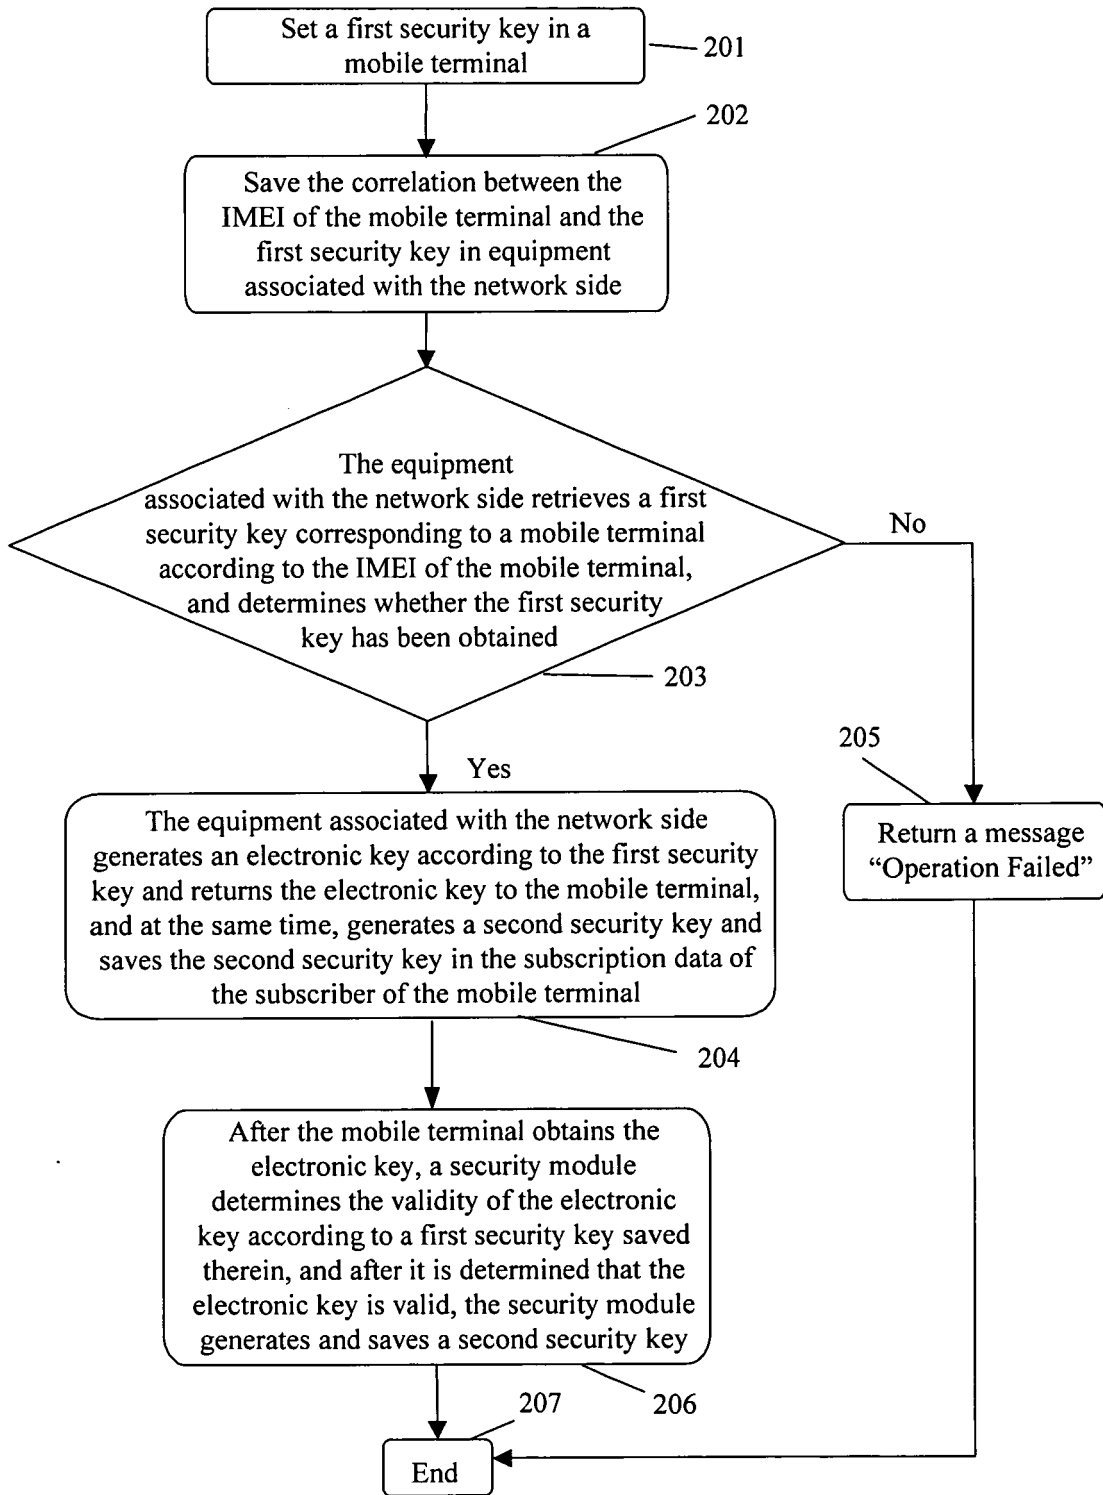 Set a first security key in a
mobile terminal
201
202
Save the correlation between the
IMEI of the mobile terminal and the
first security key in equipment
associated with the network side
The equipment
associated with the network side retrieves a first
security key corresponding to a mobile terminal
according to the IMEI of the mobile terminal,
and determines whether the first security
key has been obtained
No
203
205
Yes
The equipment associated with the network side
generates an electronic key according to the first security
key and returns the electronic key to the mobile terminal,
and at the same time, generates a second security key and
saves the second security key in the subscription data of
the subscriber of the mobile terminal
Return a message
“Operation Failed”
204
After the mobile terminal obtains the
electronic key, a security module
determines the validity of the electronic
key according to a first security key saved
therein, and after it is determined that the
electronic key is valid, the security module
generates and saves a second security key
206
207
End